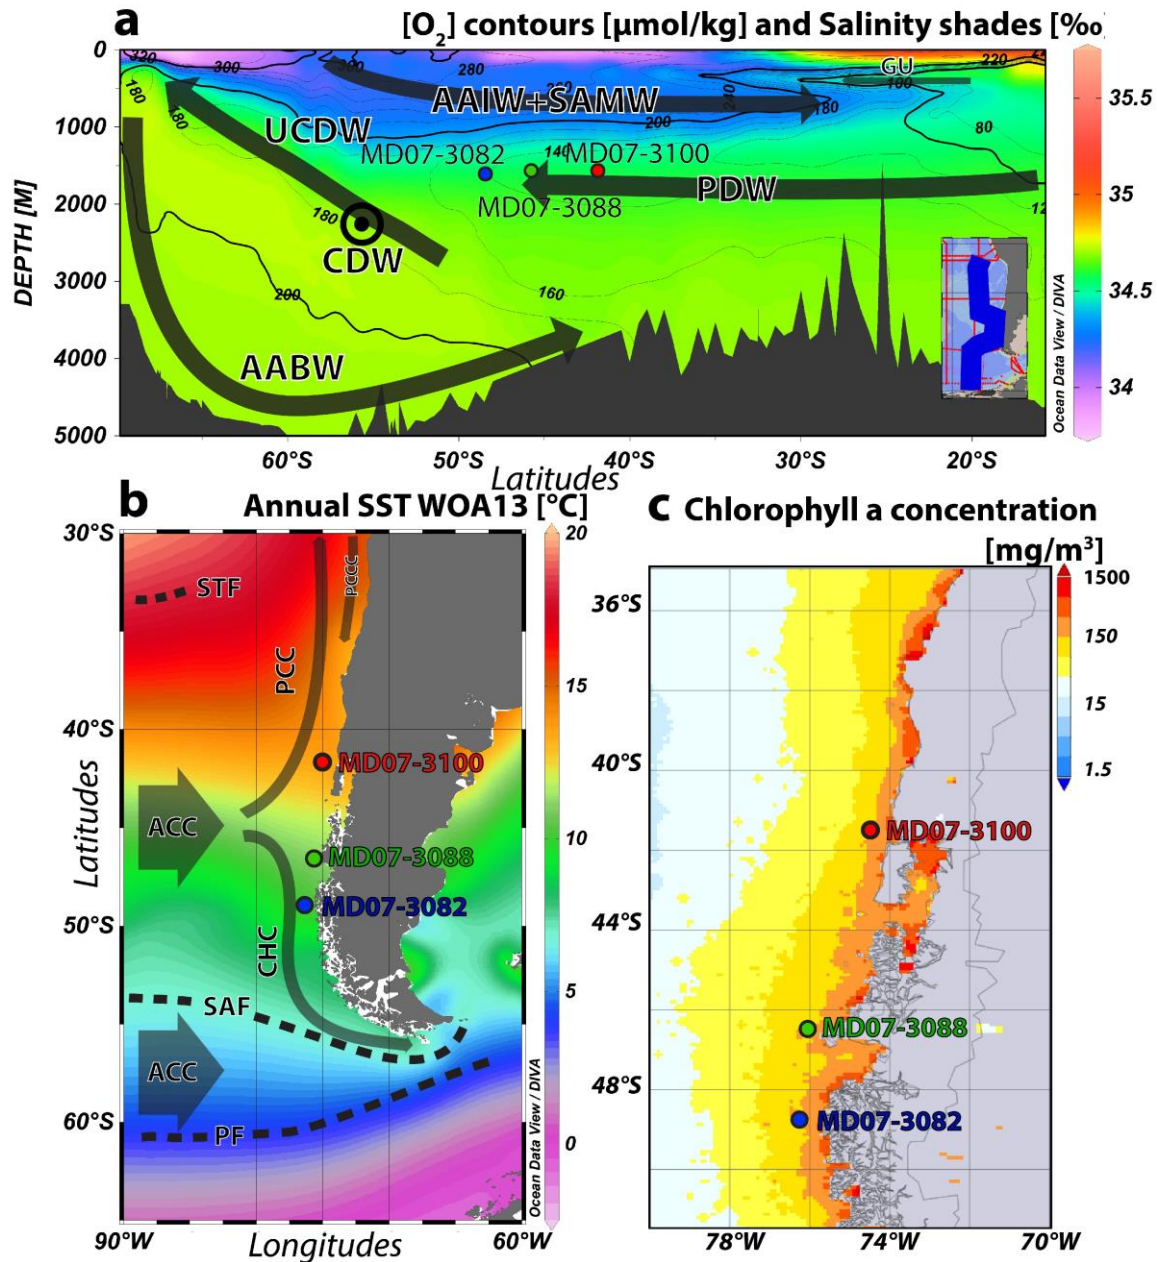 a
[O₂] contours [µmol/kg] and Salinity shades [‰]
0
1000
2000
3000
4000
5000
DEPTH [M]
320
300
300
280
220
GU
180
240
180
180
AAIW+SAMW
180
200
80
UCDW
MD07-3082
140
MD07-3100
PDW
MD07-3088
180
CDW
200
160
AABW
60°S
50°S
40°S
30°S
20°S
Latitudes
35.5
35
34.5
34
Ocean Data View / DIVA
b
Annual SST WOA13 [°C]
30°S
40°S
50°S
60°S
Latitudes
STF
PCCC
PCC
MD07-3100
ACC
MD07-3088
MD07-3082
CHC
SAF
ACC
PF
90°W
60°W
Longitudes
20
15
10
5
0
Ocean Data View / DIVA
c
Chlorophyll a concentration
[mg/m³]
36°S
40°S
44°S
48°S
MD07-3100
MD07-3088
MD07-3082
78°W
74°W
70°W
1500
150
15
1.5